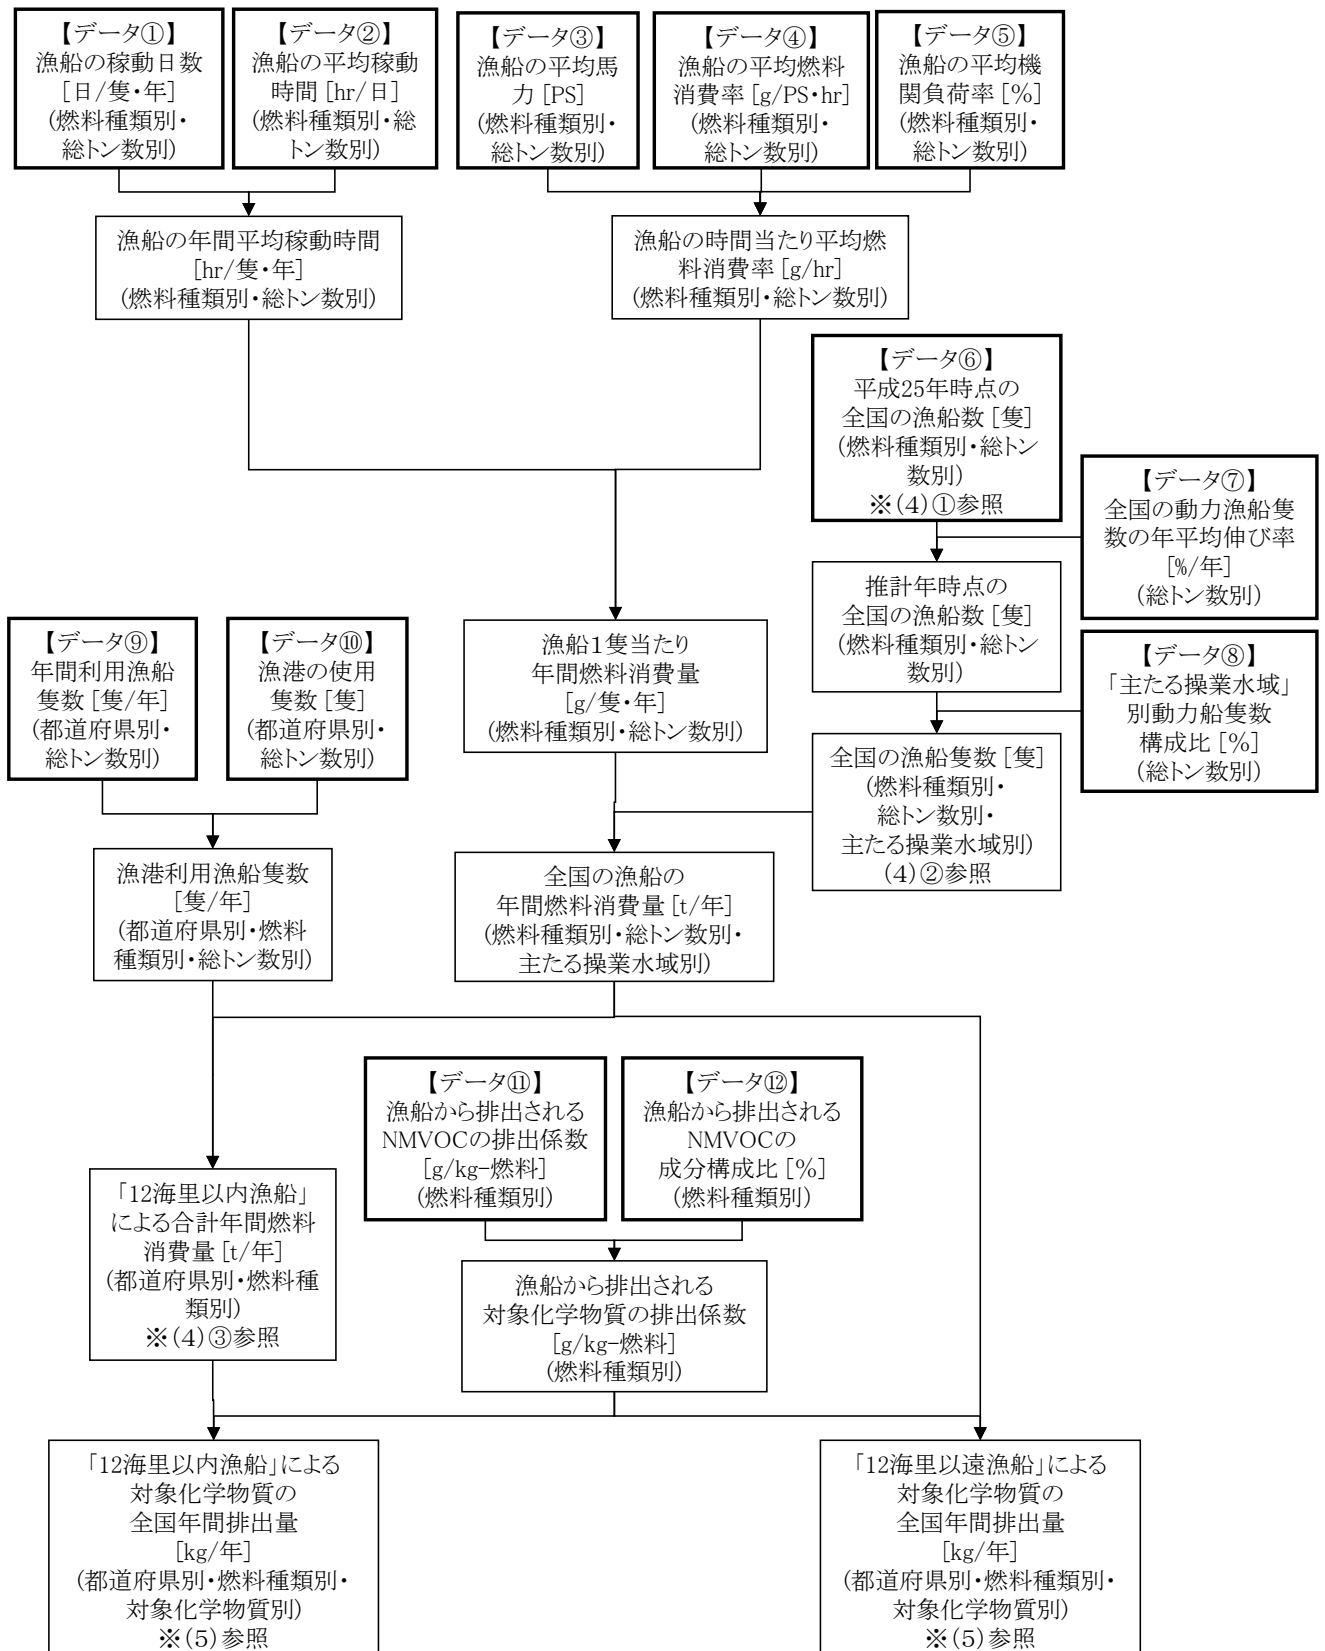 【データ①】
漁船の稼動日数
[日/隻・年]
(燃料種類別・
総トン数別)
【データ②】
漁船の平均稼動
時間[hr/日]
(燃料種類別・総
トン数別)
【データ③】
漁船の平均馬
力[PS]
(燃料種類別・
総トン数別)
【データ④】
漁船の平均燃料
消費率[g/PS・hr]
(燃料種類別・
総トン数別)
【データ⑤】
漁船の平均機
関負荷率[%]
(燃料種類別・
総トン数別)
漁船の年間平均稼動時間
[hr/隻・年]
(燃料種類別・総トン数別)
漁船の時間当たり平均燃
料消費率[g/hr]
(燃料種類別・総トン数別)
【データ⑥】
平成25年時点の
全国の漁船数[隻]
(燃料種類別・総トン
数別)
※(4)①参照
【データ⑦】
全国の動力漁船隻
数の年平均伸び率
[%/年]
(総トン数別)
推計年時点の
全国の漁船数[隻]
(燃料種類別・総トン
数別)
【データ⑧】
「主たる操業水域」
別動力船隻数
構成比[%]
(総トン数別)
【データ⑨】
年間利用漁船
隻数[隻/年]
(都道府県別・
総トン数別)
【データ⑩】
漁港の使用
隻数[隻]
(都道府県別・
総トン数別)
漁船1隻当たり
年間燃料消費量
[g/隻・年]
(燃料種類別・総トン数別)
全国の漁船隻数[隻]
(燃料種類別・
総トン数別・
主たる操業水域別)
(4)②参照
漁港利用漁船隻数
[隻/年]
(都道府県別・燃料
種類別・総トン数別)
全国の漁船の
年間燃料消費量[t/年]
(燃料種類別・総トン数別・
主たる操業水域別)
【データ⑪】
漁船から排出される
NMVOCの排出係数
[g/kg-燃料]
(燃料種類別)
【データ⑫】
漁船から排出される
NMVOCの
成分構成比[%]
(燃料種類別)
「12海里以内漁船」
による合計年間燃料
消費量[t/年]
(都道府県別・燃料種
類別)
※(4)③参照
漁船から排出される
対象化学物質の排出係数
[g/kg-燃料]
(燃料種類別)
「12海里以内漁船」による
対象化学物質の
全国年間排出量
[kg/年]
(都道府県別・燃料種類別・
対象化学物質別)
※(5)参照
「12海里以遠漁船」による
対象化学物質の
全国年間排出量
[kg/年]
(都道府県別・燃料種類別・
対象化学物質別)
※(5)参照